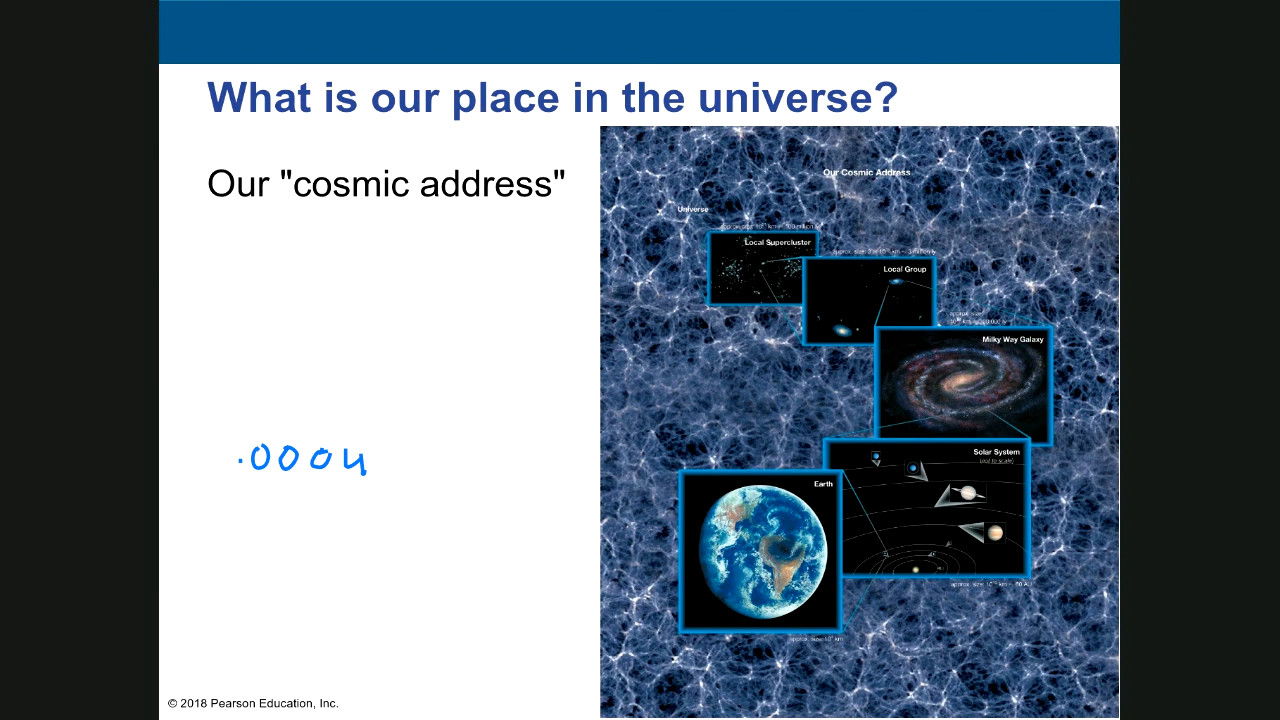 What is our place in the universe?
Our "cosmic address"
Our Cosmic Address
Universe
Local Supercluster
Local Group
Milky Way Galaxy
Solar System
(not to scale)
Earth
.0004
© 2018 Pearson Education, Inc.